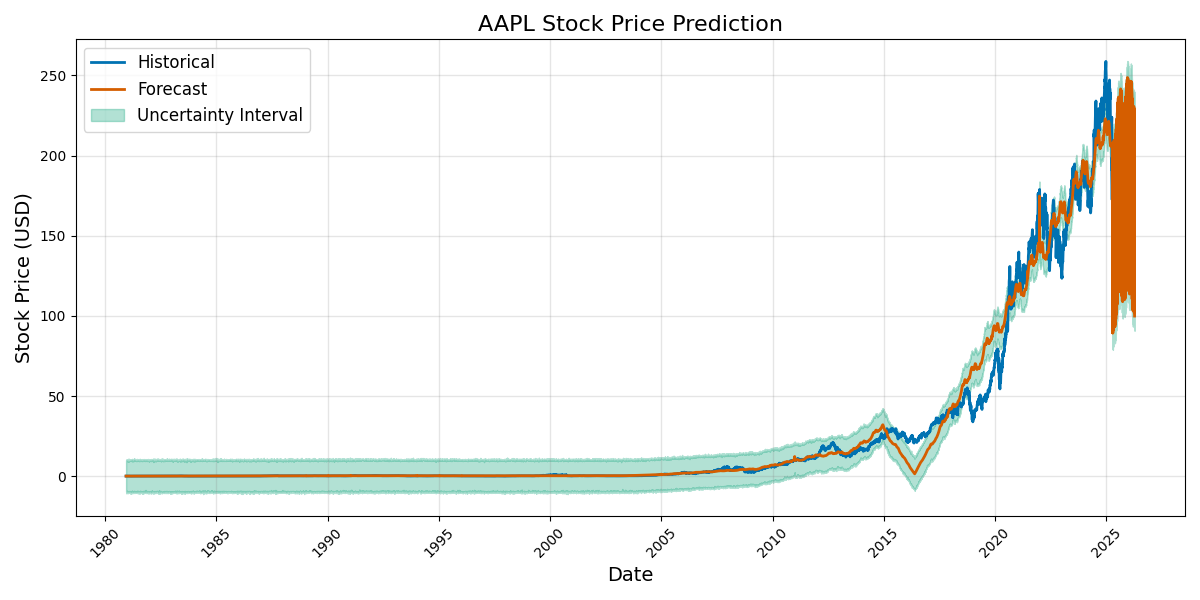 AAPL Stock Price Prediction
Historical
Forecast
Uncertainty Interval
Stock Price (USD)
250
200
150
100
50
0
1980
1985
1990
1995
2000
2005
2010
2015
2020
2025
Date